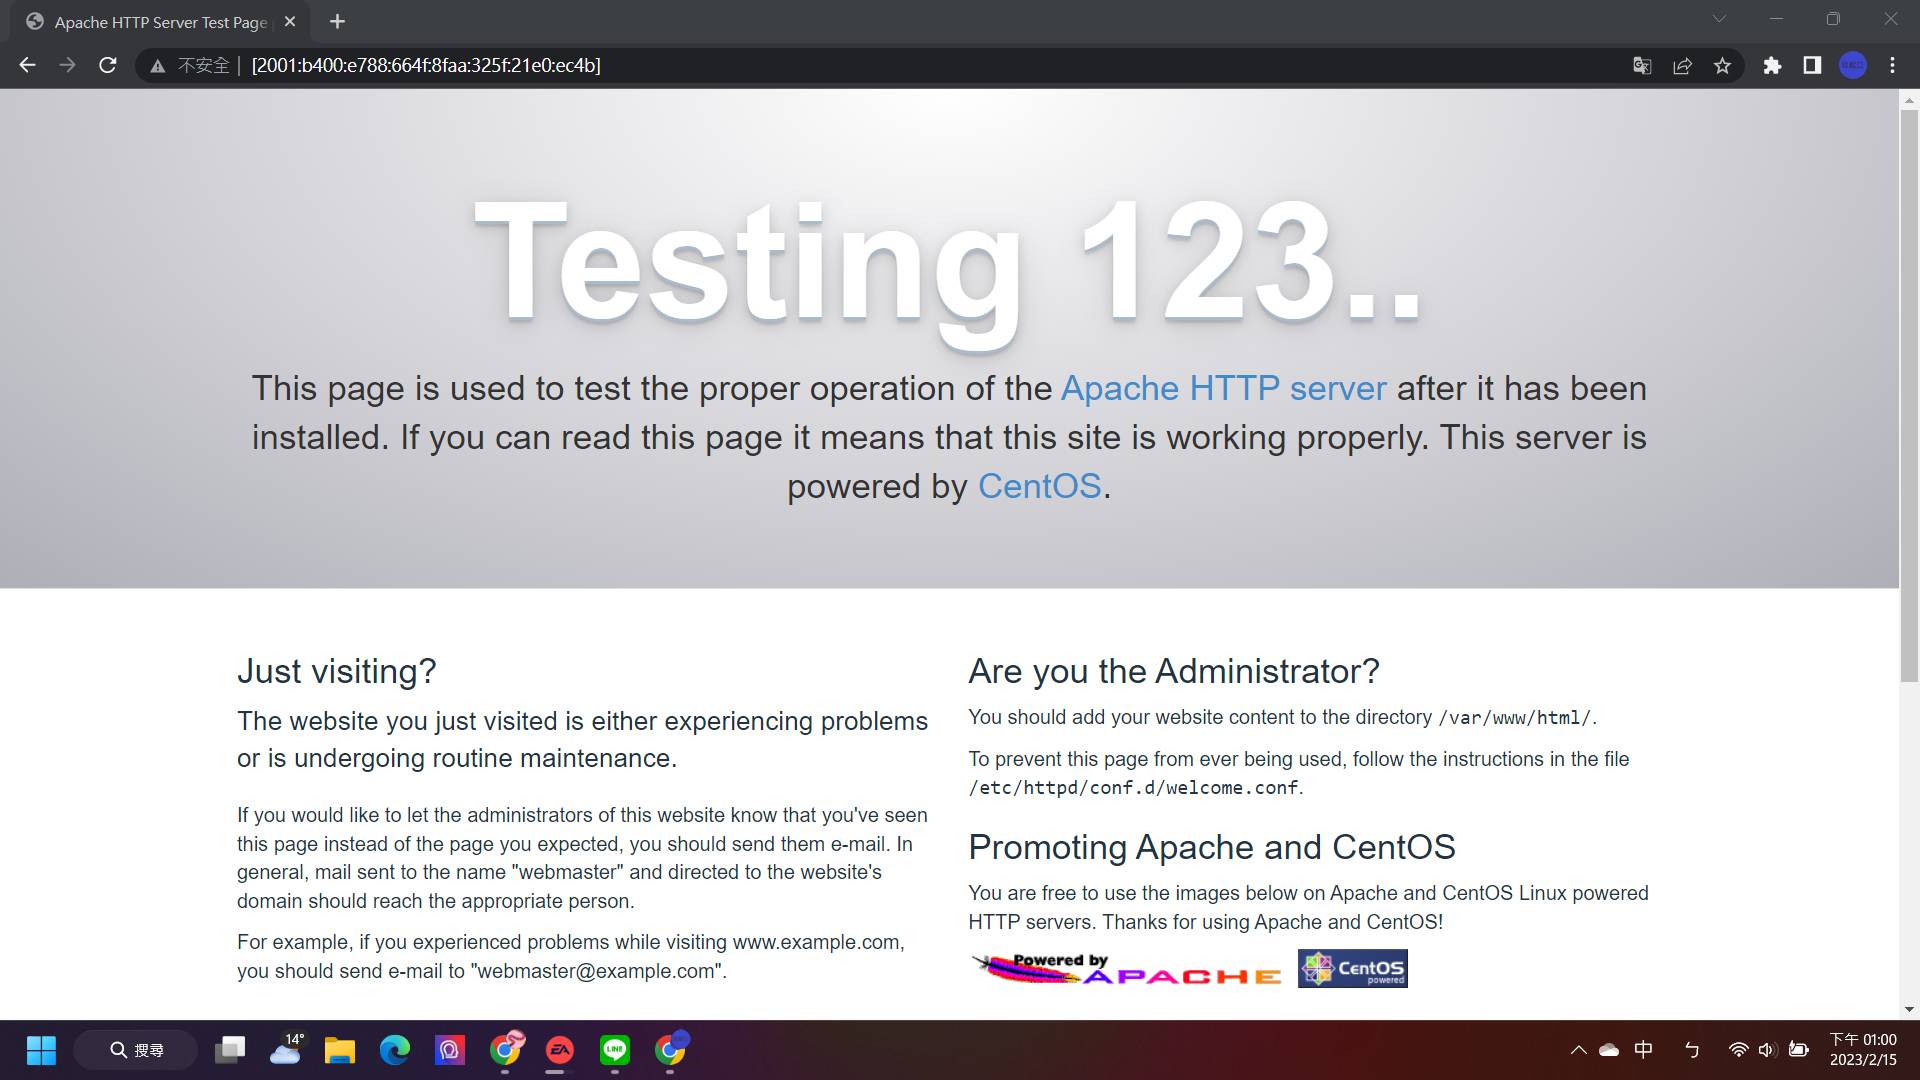 Apache HTTP Server Test Page
不安全 | [2001:b400:e788:664f:8faa:325f:21e0:ec4b]
Testing 123..
This page is used to test the proper operation of the Apache HTTP server after it has been
installed. If you can read this page it means that this site is working properly. This server is
powered by CentOS.
Just visiting?
The website you just visited is either experiencing problems
or is undergoing routine maintenance.
If you would like to let the administrators of this website know that you've seen
this page instead of the page you expected, you should send them e-mail. In
general, mail sent to the name "webmaster" and directed to the website's
domain should reach the appropriate person.
For example, if you experienced problems while visiting www.example.com,
you should send e-mail to "webmaster@example.com".
Are you the Administrator?
You should add your website content to the directory /var/www/html/.
To prevent this page from ever being used, follow the instructions in the file
/etc/httpd/conf.d/welcome.conf.
Promoting Apache and CentOS
You are free to use the images below on Apache and CentOS Linux powered
HTTP servers. Thanks for using Apache and CentOS!
Powered by
APACHE
CentOS
powered
搜尋
14°
EA
LINE
中
ㄅ
下午 01:00
2023/2/15